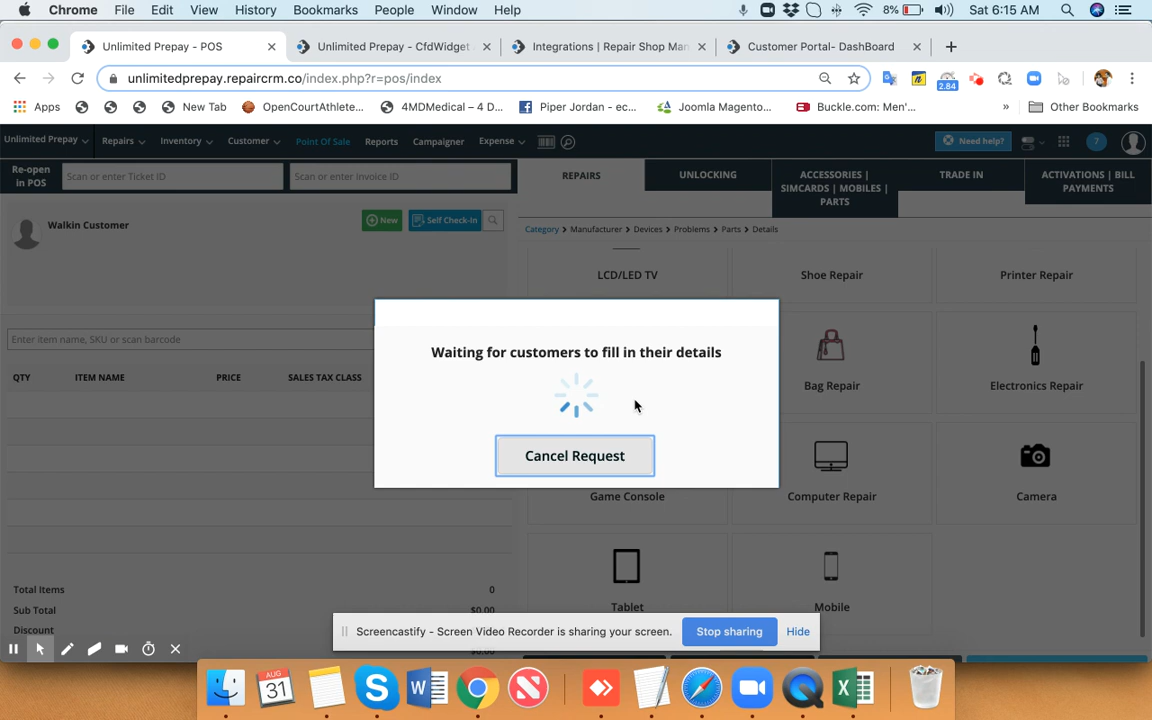 Chrome File Edit View History Bookmarks People Window Help 8% Sat 6:15 AM
Unlimited Prepay - POS Unlimited Prepay - CfdWidget Integrations | Repair Shop Man Customer Portal- DashBoard
unlimitedprepay.repaircrm.co/index.php?r=pos/index 2.84
Apps New Tab OpenCourtAthlete... 4MDMedical – 4 D... Piper Jordan - ec... Joomla Magento... Buckle.com: Men'... » Other Bookmarks
Unlimited Prepay Repairs Inventory Customer Point Of Sale Reports Campaigner Expense Need help? 7
Re-open
in POS
Scan or enter Ticket ID Scan or enter Invoice ID
REPAIRS UNLOCKING ACCESSORIES |
SIMCARDS | MOBILES |
PARTS
TRADE IN
ACTIVATIONS | BILL
PAYMENTS
Walkin Customer New Self Check-In
Category > Manufacturer > Devices > Problems > Parts > Details
LCD/LED TV Shoe Repair Printer Repair
Enter item name, SKU or scan barcode
QTY ITEM NAME PRICE SALES TAX CLASS
Waiting for customers to fill in their details
Cancel Request
Bag Repair Electronics Repair
Game Console Computer Repair Camera
Tablet Mobile
Total Items 0
Sub Total $0.00
Discount
Screencastify - Screen Video Recorder is sharing your screen. Stop sharing Hide
AUG
31